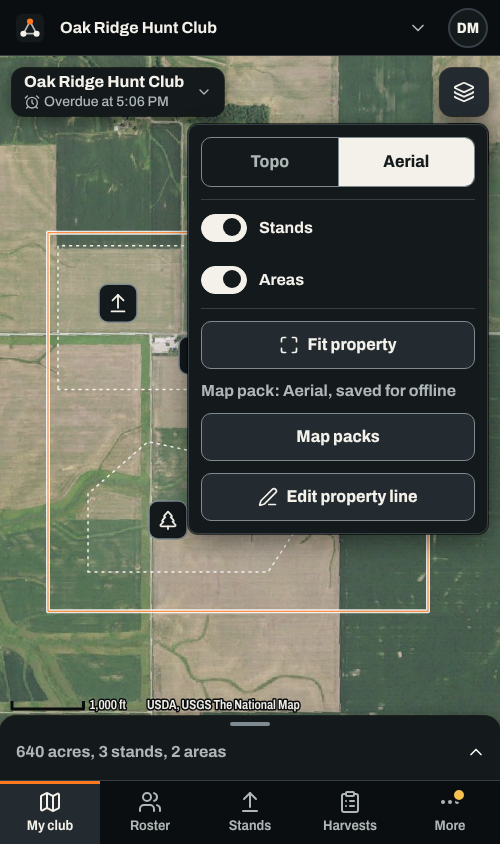 Oak Ridge Hunt Club
DM
Oak Ridge Hunt Club
Overdue at 5:06 PM
Topo
Aerial
Stands
Areas
Fit property
Map pack: Aerial, saved for offline
Map packs
Edit property line
1,000 ft
USDA, USGS The National Map
640 acres, 3 stands, 2 areas
My club
Roster
Stands
Harvests
More